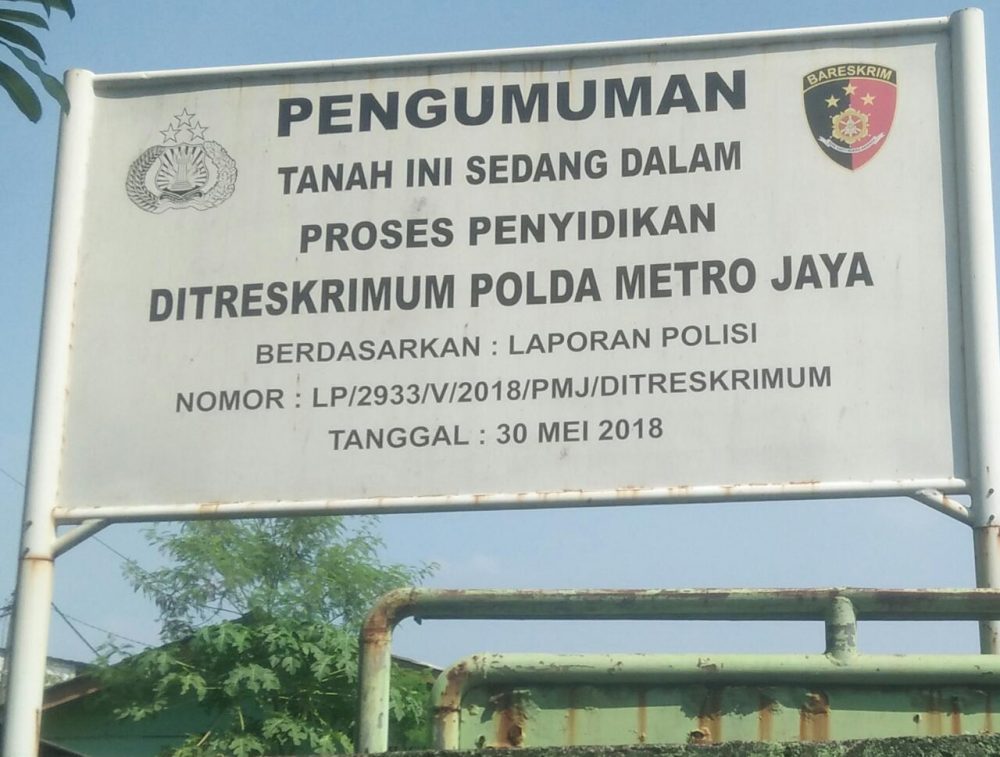 PENGUMUMAN
BARESKRIM
TANAH INI SEDANG DALAM
PROSES PENYIDIKAN
DITRESKRIMUM POLDA METRO JAYA
BERDASARKAN : LAPORAN POLISI
NOMOR : LP/2933/V/2018/PMJ/DITRESKRIMUM
TANGGAL : 30 MEI 2018